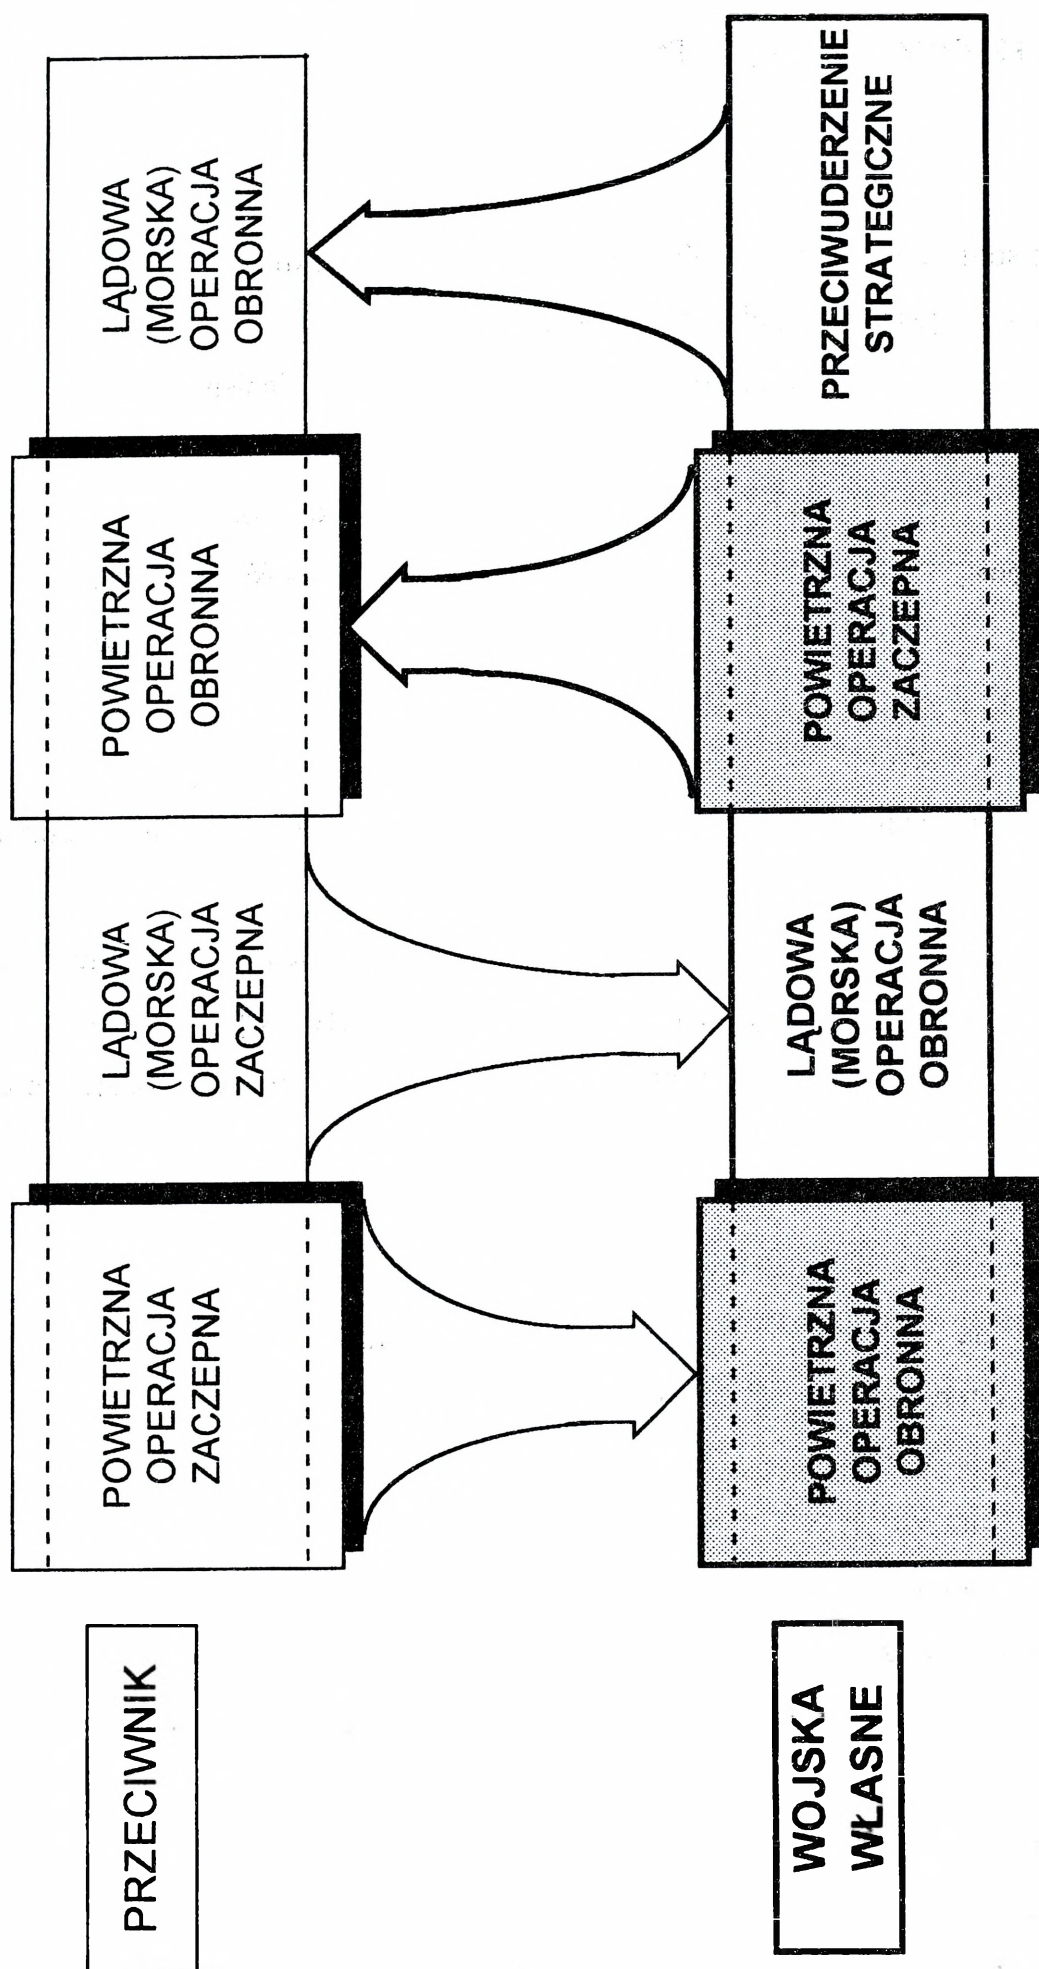 PRZECIWNIK
POWIETRZNA
OPERACJA
ZACZEPNA
LĄDOWA
(MORSKA)
OPERACJA
ZACZEPNA
POWIETRZNA
OPERACJA
OBRONNA
LĄDOWA
(MORSKA)
OPERACJA
OBRONNA
WOJSKA
WŁASNE
POWIETRZNA
OPERACJA
OBRONNA
LĄDOWA
(MORSKA)
OPERACJA
OBRONNA
POWIETRZNA
OPERACJA
ZACZEPNA
PRZECIWUDERZENIE
STRATEGICZNE